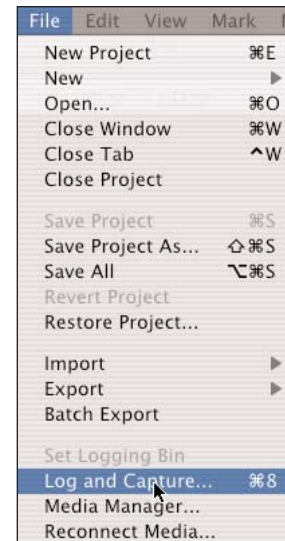 File Edit View Mark
New Project ⌘E
New
Open... ⌘O
Close Window ⌘W
Close Tab ^W
Close Project
Save Project ⌘S
Save Project As... ⇧⌘S
Save All ⌥⌘S
Revert Project
Restore Project...
Import
Export
Batch Export
Set Logging Bin
Log and Capture... ⌘8
Media Manager...
Reconnect Media...